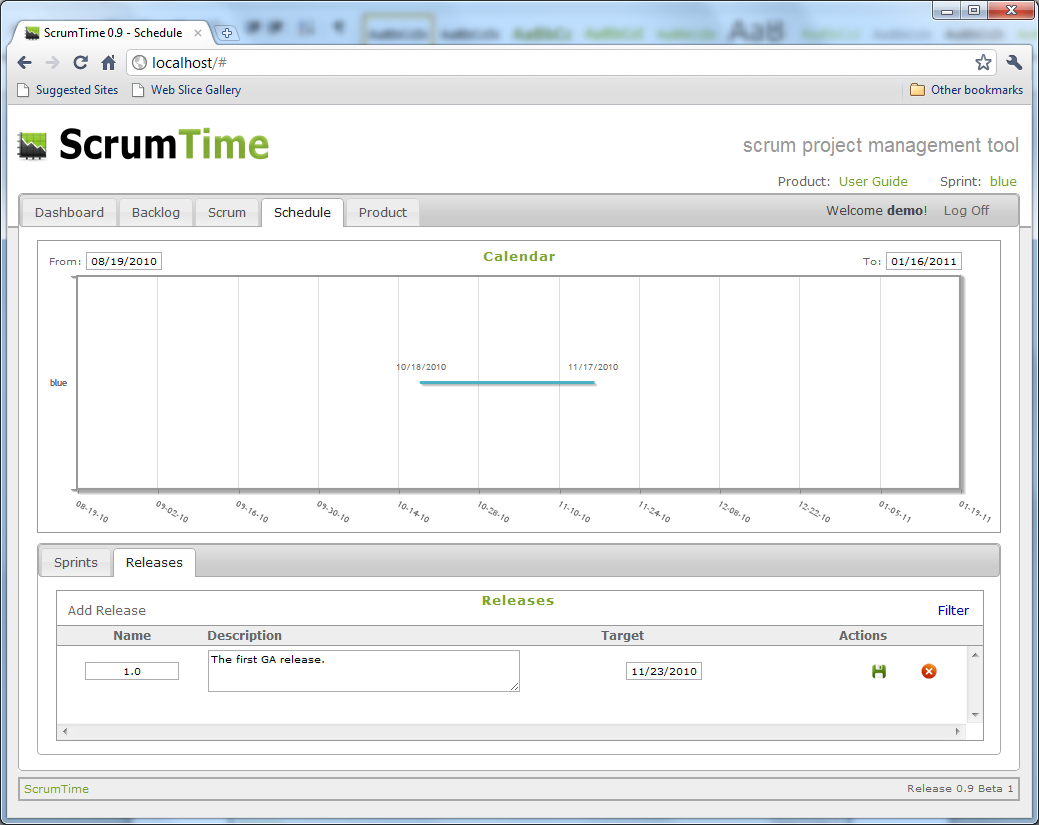 ScrumTime 0.9 - Schedule
localhost/#
Suggested Sites Web Slice Gallery Other bookmarks
ScrumTime
scrum project management tool
Product: User Guide Sprint: blue
Dashboard Backlog Scrum Schedule Product Welcome demo! Log Off
Calendar
From: 08/19/2010 To: 01/16/2011
10/18/2010 11/17/2010
blue
08-19-10 09-02-10 09-16-10 09-30-10 10-14-10 10-28-10 11-10-10 11-24-10 12-08-10 12-22-10 01-05-11 01-19-11
Sprints Releases
Releases
Add Release Filter
Name Description Target Actions
1.0 The first GA release. 11/23/2010
ScrumTime Release 0.9 Beta 1